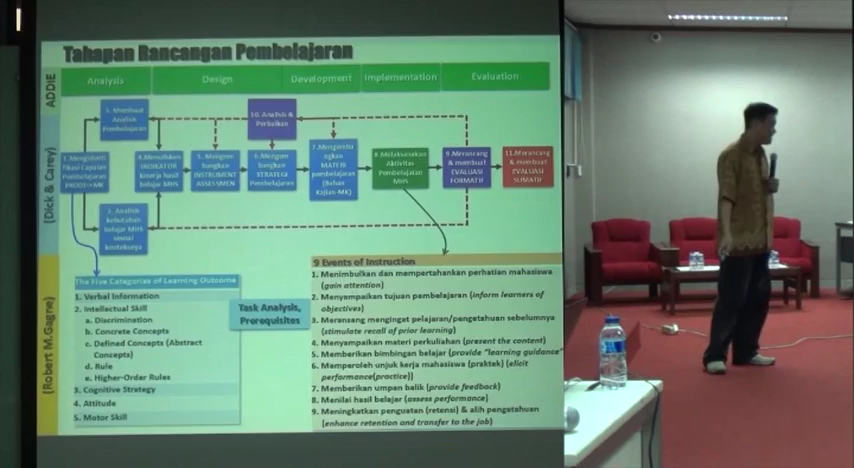 Tahapan Rancangan Pembelajaran
ADDIE
Analysis
Design
Development
Implementation
Evaluation
(Dick & Carey)
3. Membuat
Analisis
Pembelajaran
10. Analisis &
Perbaikan
1.Mengidenti
fikasi Capaian
Pembelajaran
PRODI->MK
4.Menuliskan
INDIKATOR
kinerja hasil
belajar MHS
5. Mengem
bangkan
INSTRUMENT
ASSESSMEN
6.Mengem
bangkan
STRATEGI
Pembelajaran
7.Mengemba
ngkan
MATERI
pembelajaran
(Bahan
Kajian-MK)
8.Melaksanakan
Aktivitas
Pembelajaran
MHS
9.Merancang
& membuat
EVALUASI
FORMATIF
11.Merancang
& membuat
EVALUASI
SUMATIF
2. Analisis
kebutuhan
belajar MHS
sesuai
konteksnya
(Robert M.Gagne)
The Five Categories of Learning Outcome
1. Verbal Information
2. Intellectual Skill
a. Discrimination
b. Concrete Concepts
c. Defined Concepts (Abstract
Concepts)
d. Rule
e. Higher-Order Rules
3. Cognitive Strategy
4. Attitude
5. Motor Skill
Task Analysis,
Prerequisites
9 Events of Instruction
1. Menimbulkan dan mempertahankan perhatian mahasiswa
(gain attention)
2. Menyampaikan tujuan pembelajaran (inform learners of
objectives)
3. Meransang mengingat pelajaran/pengetahuan sebelumnya
(stimulate recall of prior learning)
4. Menyampaikan materi perkuliahan (present the content)
5. Memberikan bimbingan belajar (provide "learning guidance"
6. Memperoleh unjuk kerja mahasiswa (praktek) (elicit
performance(practice))
7. Memberikan umpan balik (provide feedback)
8. Menilai hasil belajar (assess performance)
9. Meningkatkan penguatan (retensi) & alih pengetahuan
(enhance retention and transfer to the job)